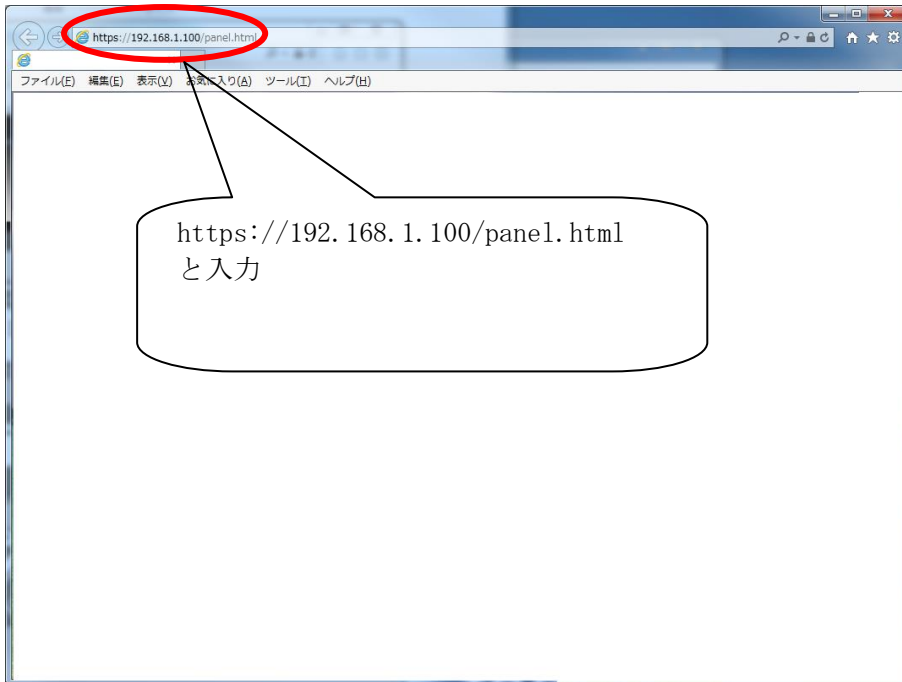 https://192.168.1.100/panel.html
ファイル(F) 編集(E) 表示(V) お気に入り(A) ツール(T) ヘルプ(H)
https://192.168.1.100/panel.html
と入力